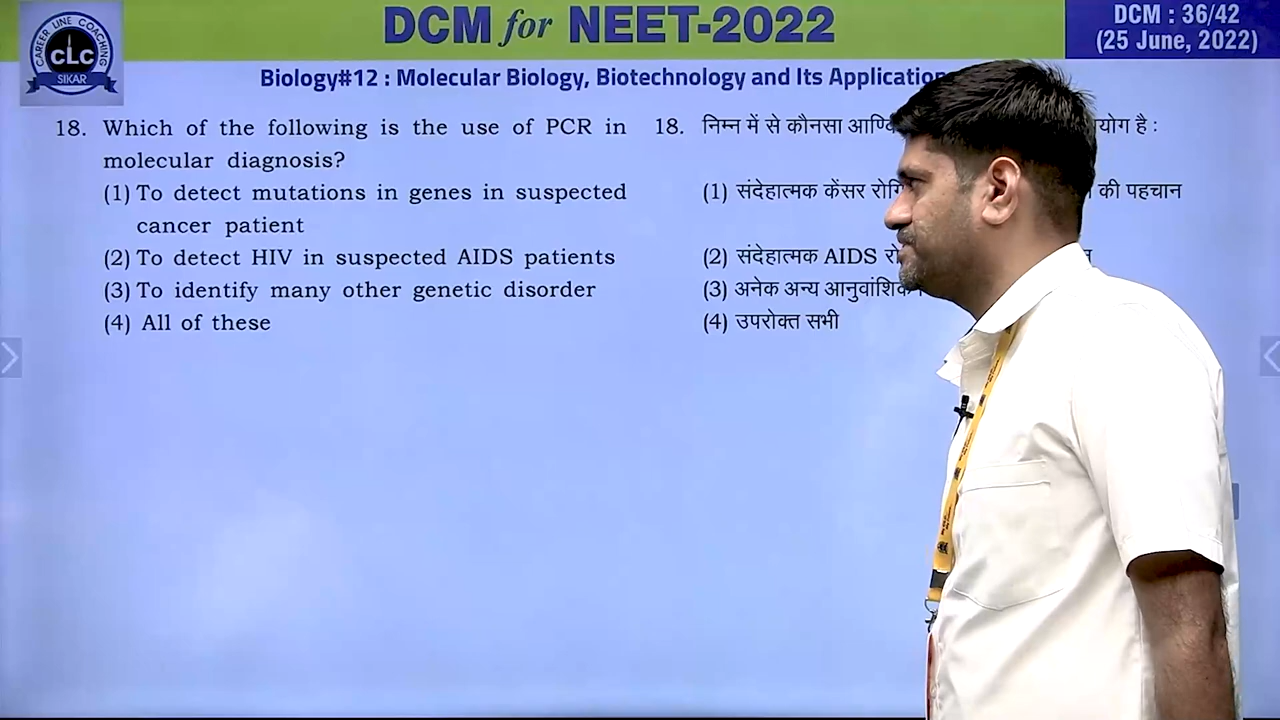 DCM for NEET-2022
DCM : 36/42
(25 June, 2022)
CAREER LINE COACHING
CLC
SIKAR
Biology#12 : Molecular Biology, Biotechnology and Its
18. Which of the following is the use of PCR in
molecular diagnosis?
(1) To detect mutations in genes in suspected
cancer patient
(2) To detect HIV in suspected AIDS patients
(3) To identify many other genetic disorder
(4) All of these
18. निम्न में से कौनसा है :
(1) संदेहात्मक केंसर की पहचान
(2) संदेहात्मक AIDS
(3) अनेक अन्य
(4) उपरोक्त सभी